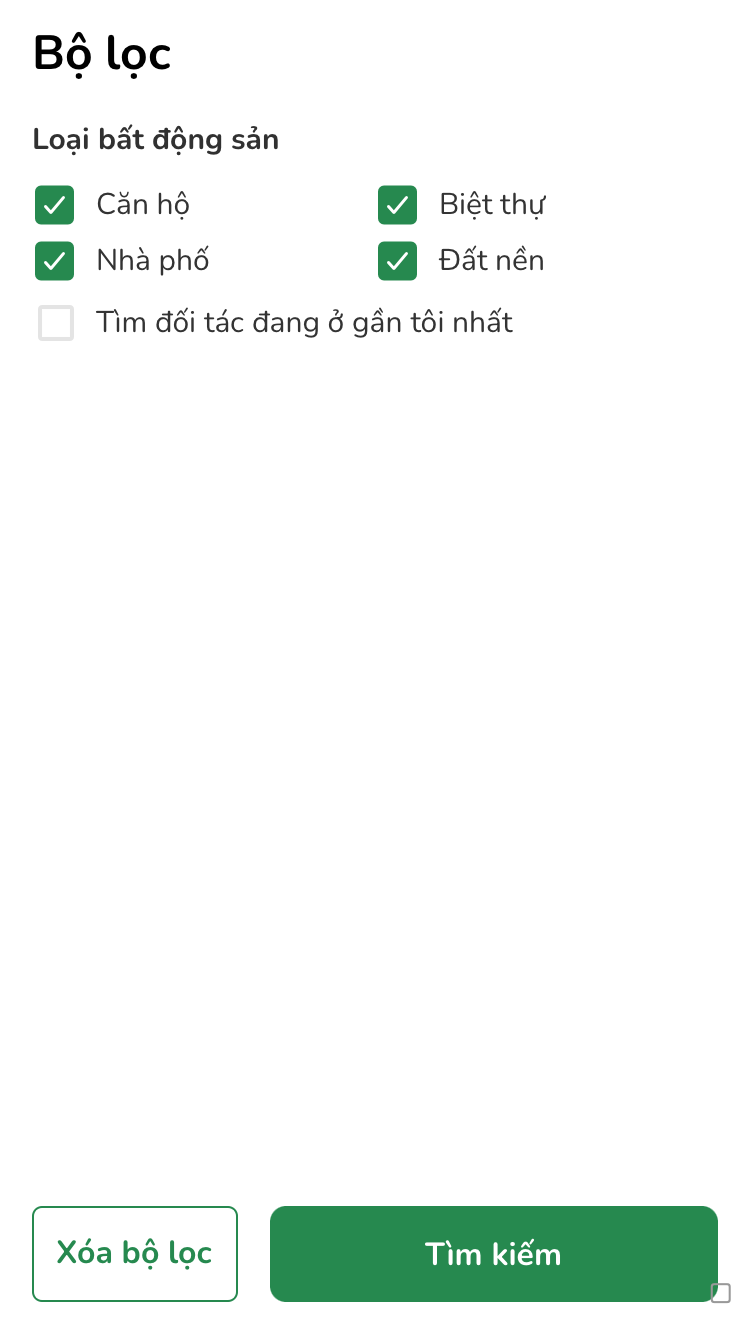 Bộ lọc
Loại bất động sản
Căn hộ
Biệt thự
Nhà phố
Đất nền
Tìm đối tác đang ở gần tôi nhất
Xóa bộ lọc
Tìm kiếm